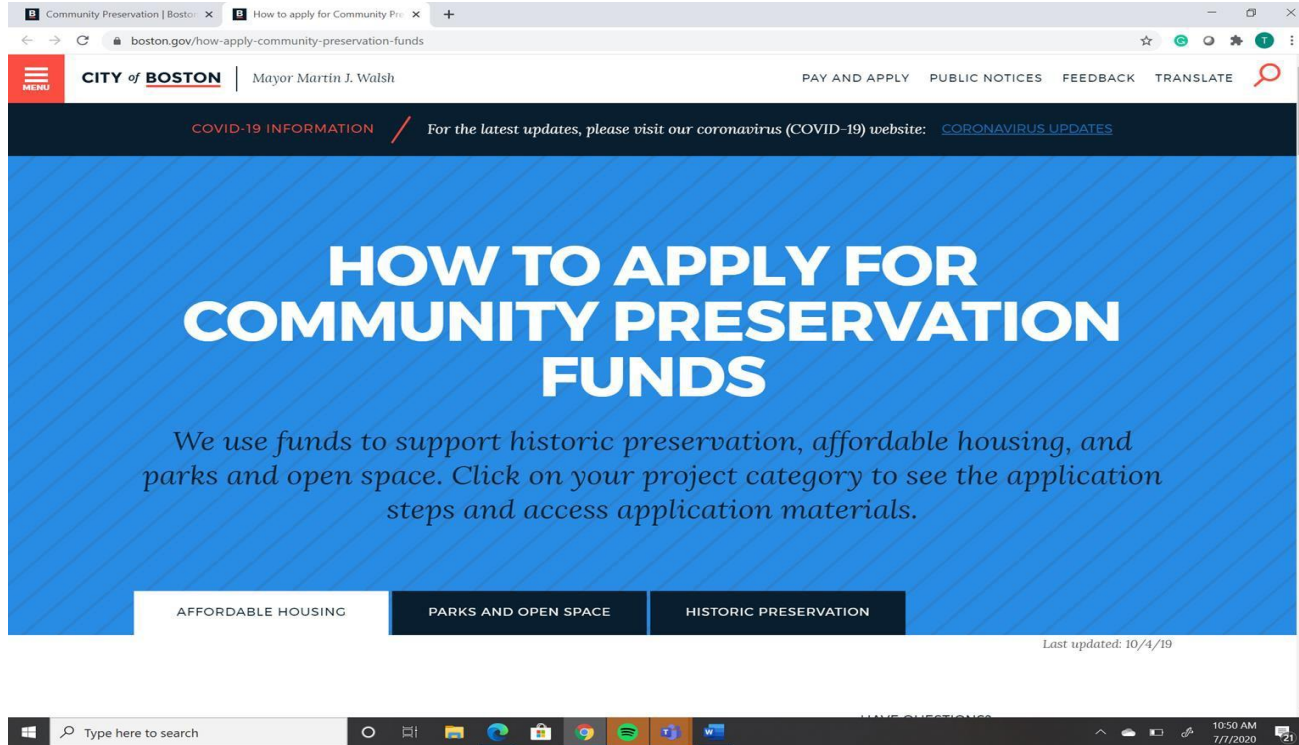 Community Preservation | Boston
How to apply for Community Pre
boston.gov/how-apply-community-preservation-funds
MENU
CITY of BOSTON
Mayor Martin J. Walsh
PAY AND APPLY
PUBLIC NOTICES
FEEDBACK
TRANSLATE
COVID-19 INFORMATION
For the latest updates, please visit our coronavirus (COVID-19) website:
CORONAVIRUS UPDATES
HOW TO APPLY FOR
COMMUNITY PRESERVATION
FUNDS
We use funds to support historic preservation, affordable housing, and
parks and open space. Click on your project category to see the application
steps and access application materials.
AFFORDABLE HOUSING
PARKS AND OPEN SPACE
HISTORIC PRESERVATION
Last updated: 10/4/19
HAVE QUESTIONS?
Type here to search
10:50 AM
7/7/2020
21